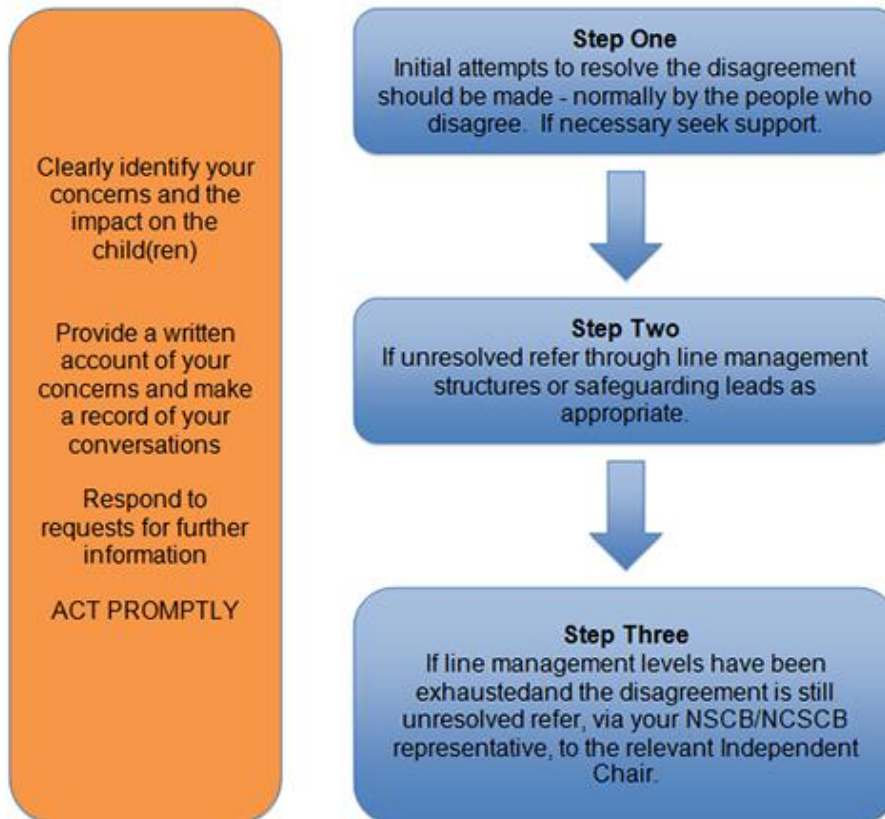 Clearly identify your
concerns and the
impact on the
child(ren)
Provide a written
account of your
concerns and make
a record of your
conversations
Respond to
requests for further
information
ACT PROMPTLY
Step One
Initial attempts to resolve the disagreement
should be made - normally by the people who
disagree. If necessary seek support.
Step Two
If unresolved refer through line management
structures or safeguarding leads as
appropriate.
Step Three
If line management levels have been
exhaustedand the disagreement is still
unresolved refer, via your NSCB/NCSCB
representative, to the relevant Independent
Chair.